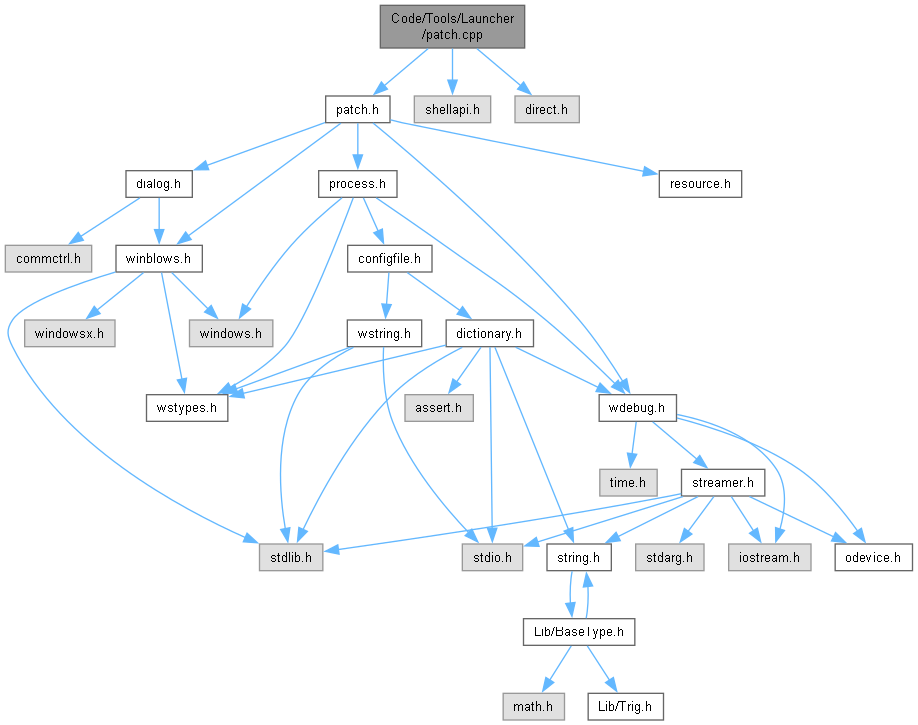 Code/Tools/Launcher
/patch.cpp
patch.h
shellapi.h
direct.h
dialog.h
process.h
resource.h
commctrl.h
winblows.h
configfile.h
windowsx.h
windows.h
wstring.h
dictionary.h
wstypes.h
assert.h
wdebug.h
time.h
streamer.h
stdlib.h
stdio.h
string.h
stdarg.h
iostream.h
odevice.h
Lib/BaseType.h
math.h
Lib/Trig.h